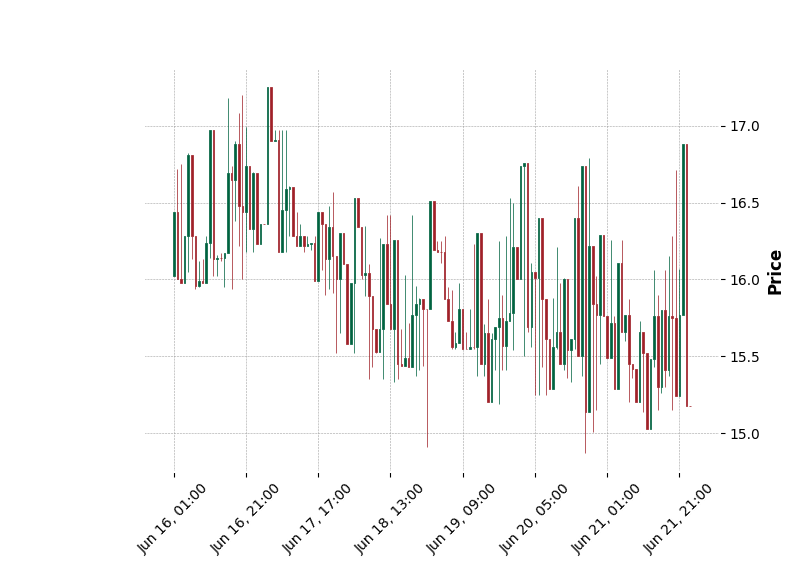 17.0
16.5
16.0
15.5
15.0
Price
Jun 16, 01:00
Jun 16, 21:00
Jun 17, 17:00
Jun 18, 13:00
Jun 19, 09:00
Jun 20, 05:00
Jun 21, 01:00
Jun 21, 21:00